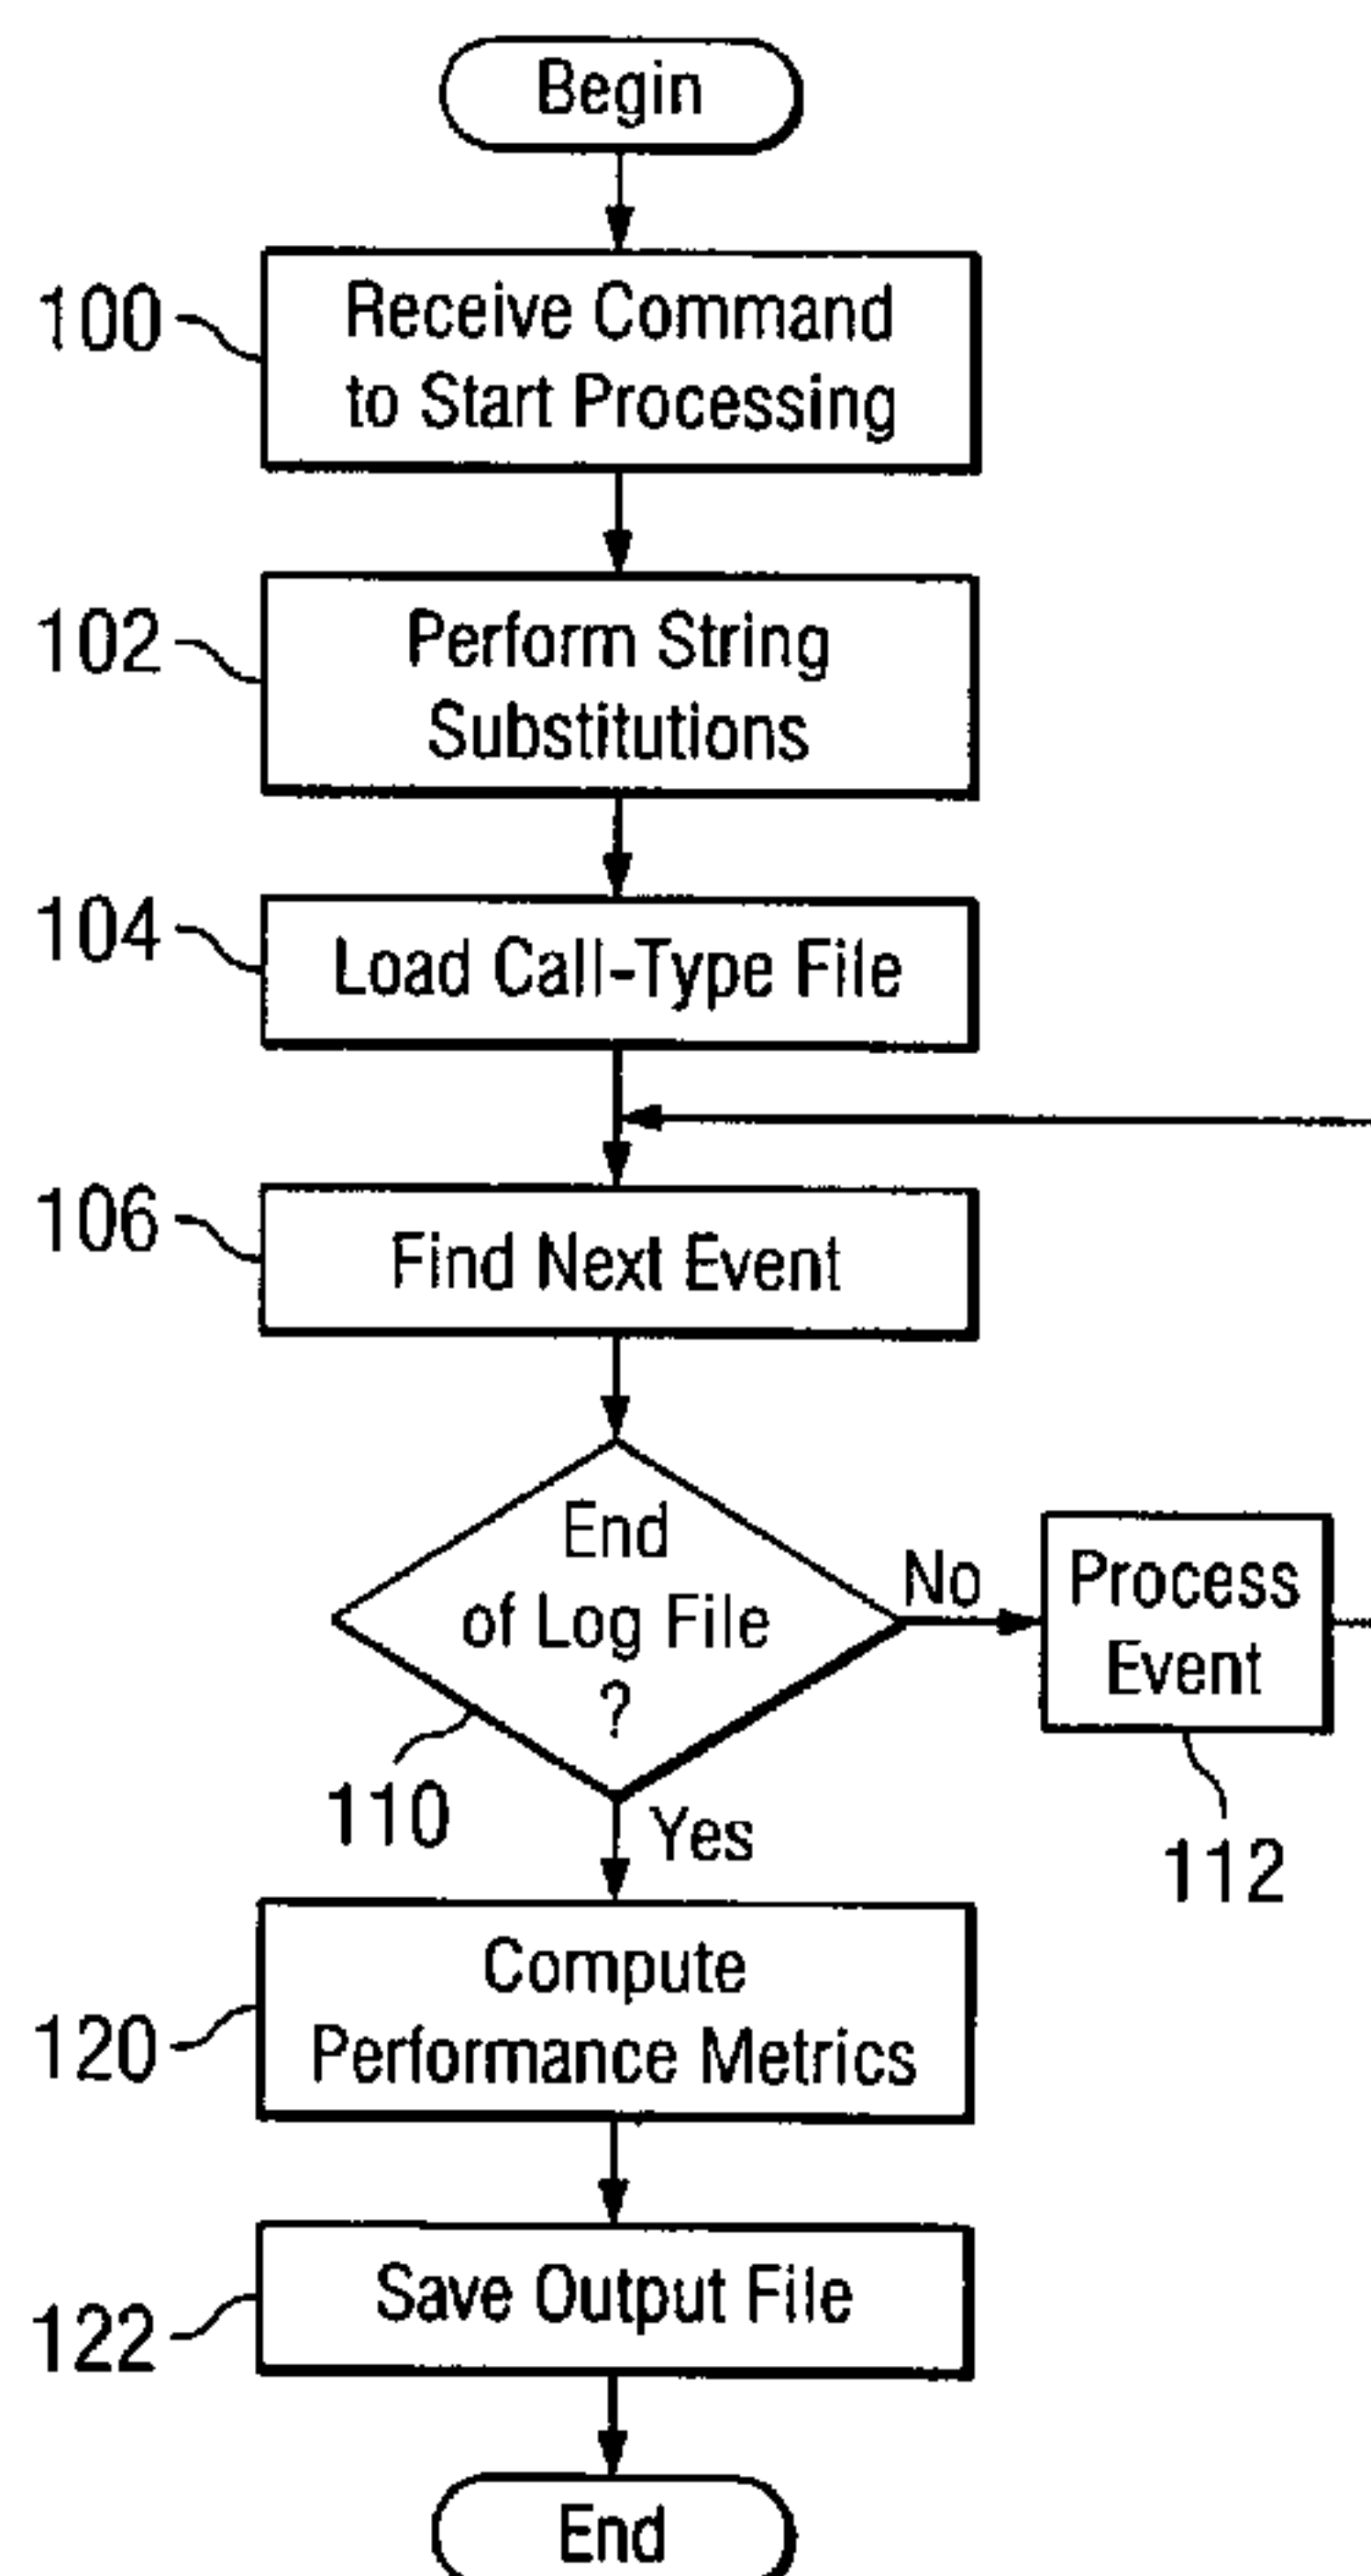 Begin
100
Receive Command
to Start Processing
102
Perform String
Substitutions
104
Load Call-Type File
106
Find Next Event
End
of Log File
?
No
Process
Event
110
Yes
112
Compute
Performance Metrics
120
Save Output File
122
End